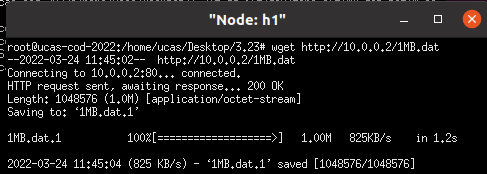 "Node: h1"
root@ucas-cod-2022:/home/ucas/Desktop/3.23# wget http://10.0.0.2/1MB.dat
--2022-03-24 11:45:02--  http://10.0.0.2/1MB.dat
Connecting to 10.0.0.2:80... connected.
HTTP request sent, awaiting response... 200 OK
Length: 1048576 (1.0M) [application/octet-stream]
Saving to: ‘1MB.dat.1’
1MB.dat.1           100%[===================>]   1.00M   825KB/s    in 1.2s
2022-03-24 11:45:04 (825 KB/s) - ‘1MB.dat.1’ saved [1048576/1048576]